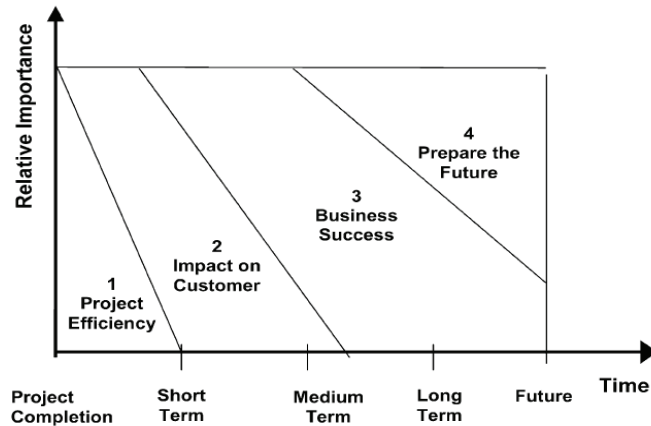 Relative Importance
4
Prepare the
Future
3
Business
Success
2
Impact on
Customer
1
Project
Efficiency
Project
Completion
Short
Term
Medium
Term
Long
Term
Future
Time